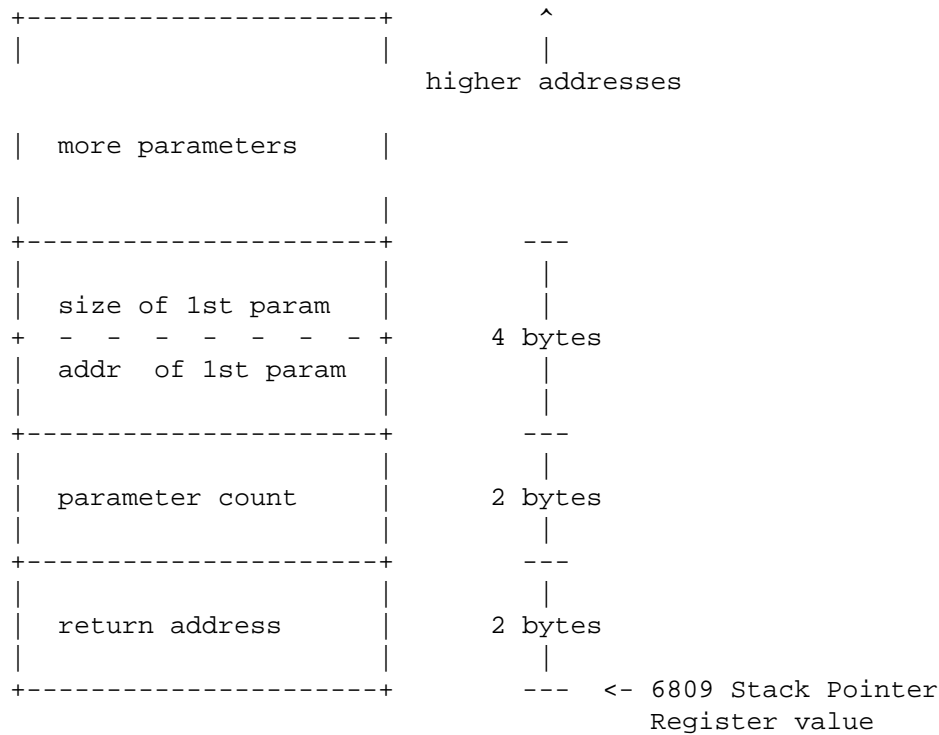 +----------------------+          ^
|                      |          |
                          higher addresses
|  more parameters     |
|                      |
+----------------------+         ---
|                      |          |
|  size of 1st param   |          |
+  -  -  -  -  -  -  - +       4 bytes
|  addr  of 1st param  |          |
|                      |          |
+----------------------+         ---
|                      |          |
|  parameter count     |       2 bytes
|                      |          |
+----------------------+         ---
|                      |          |
|  return address      |       2 bytes
|                      |          |
+----------------------+         ---  <- 6809 Stack Pointer
                                        Register value